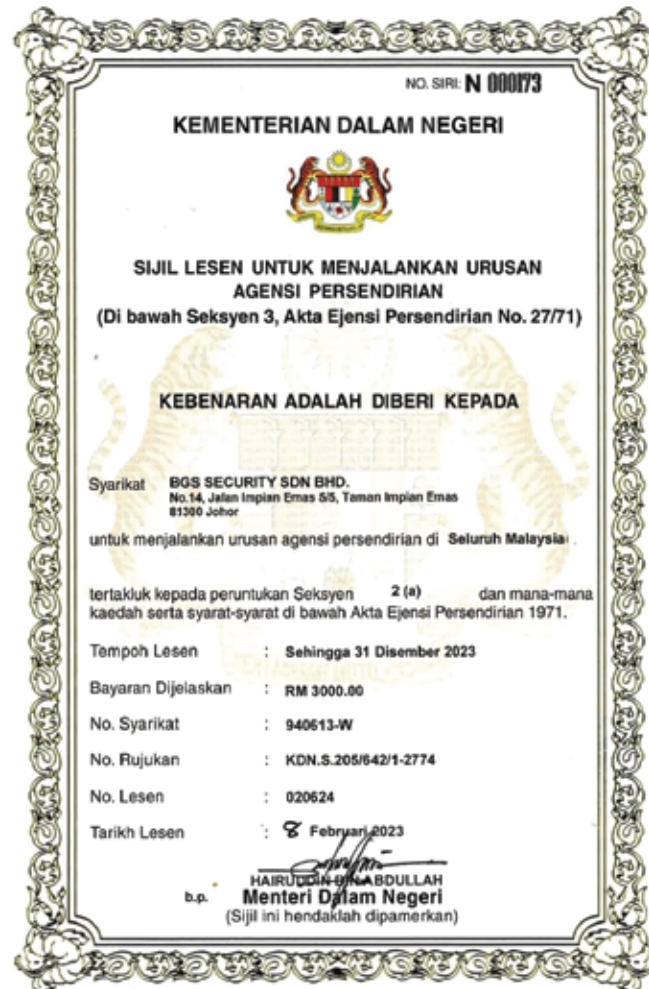 NO. SIRI: N 000173
KEMENTERIAN DALAM NEGERI
SIJIL LESEN UNTUK MENJALANKAN URUSAN
AGENSI PERSENDIRIAN
(Di bawah Seksyen 3, Akta Ejensi Persendirian No. 27/71)
KEBENARAN ADALAH DIBERI KEPADA
Syarikat BGS SECURITY SDN BHD.
No.14, Jalan Impian Emas 5/5, Taman Impian Emas
81300 Johor
untuk menjalankan urusan agensi persendirian di Seluruh Malaysia
tertakluk kepada peruntukan Seksyen 2 (a) dan mana-mana
kaedah serta syarat-syarat di bawah Akta Ejensi Persendirian 1971.
Tempoh Lesen : Sehingga 31 Disember 2023
Bayaran Dijelaskan : RM 3000.00
No. Syarikat : 940613-W
No. Rujukan : KDN.S.205/642/1-2774
No. Lesen : 020624
Tarikh Lesen : 8 Februari 2023
HAIRUDDIN BIN ABDULLAH
b.p. Menteri Dalam Negeri
(Sijil ini hendaklah dipamerkan)